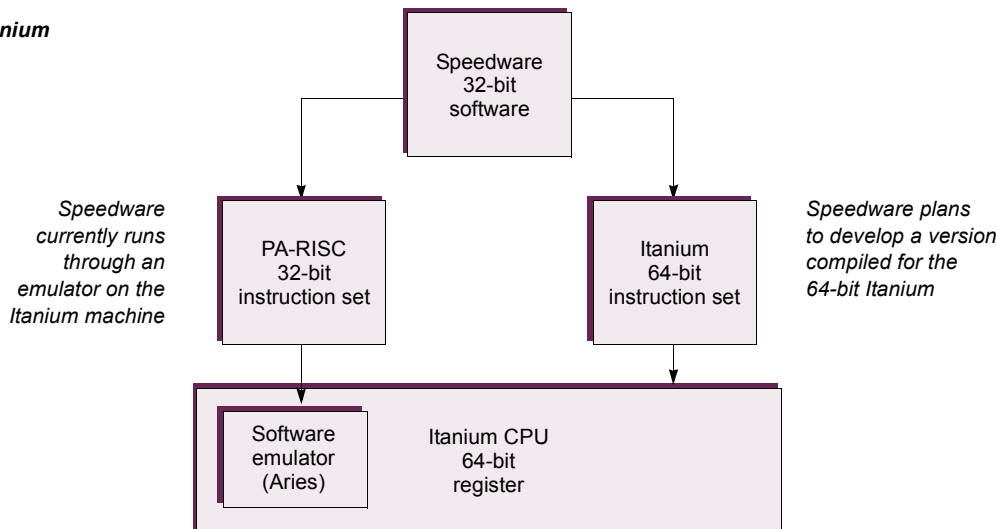 nium
Speedware
32-bit
software
Speedware
currently runs
through an
emulator on the
Itanium machine
PA-RISC
32-bit
instruction set
Itanium
64-bit
instruction set
Speedware plans
to develop a version
compiled for the
64-bit Itanium
Software
emulator
(Aries)
Itanium CPU
64-bit
register